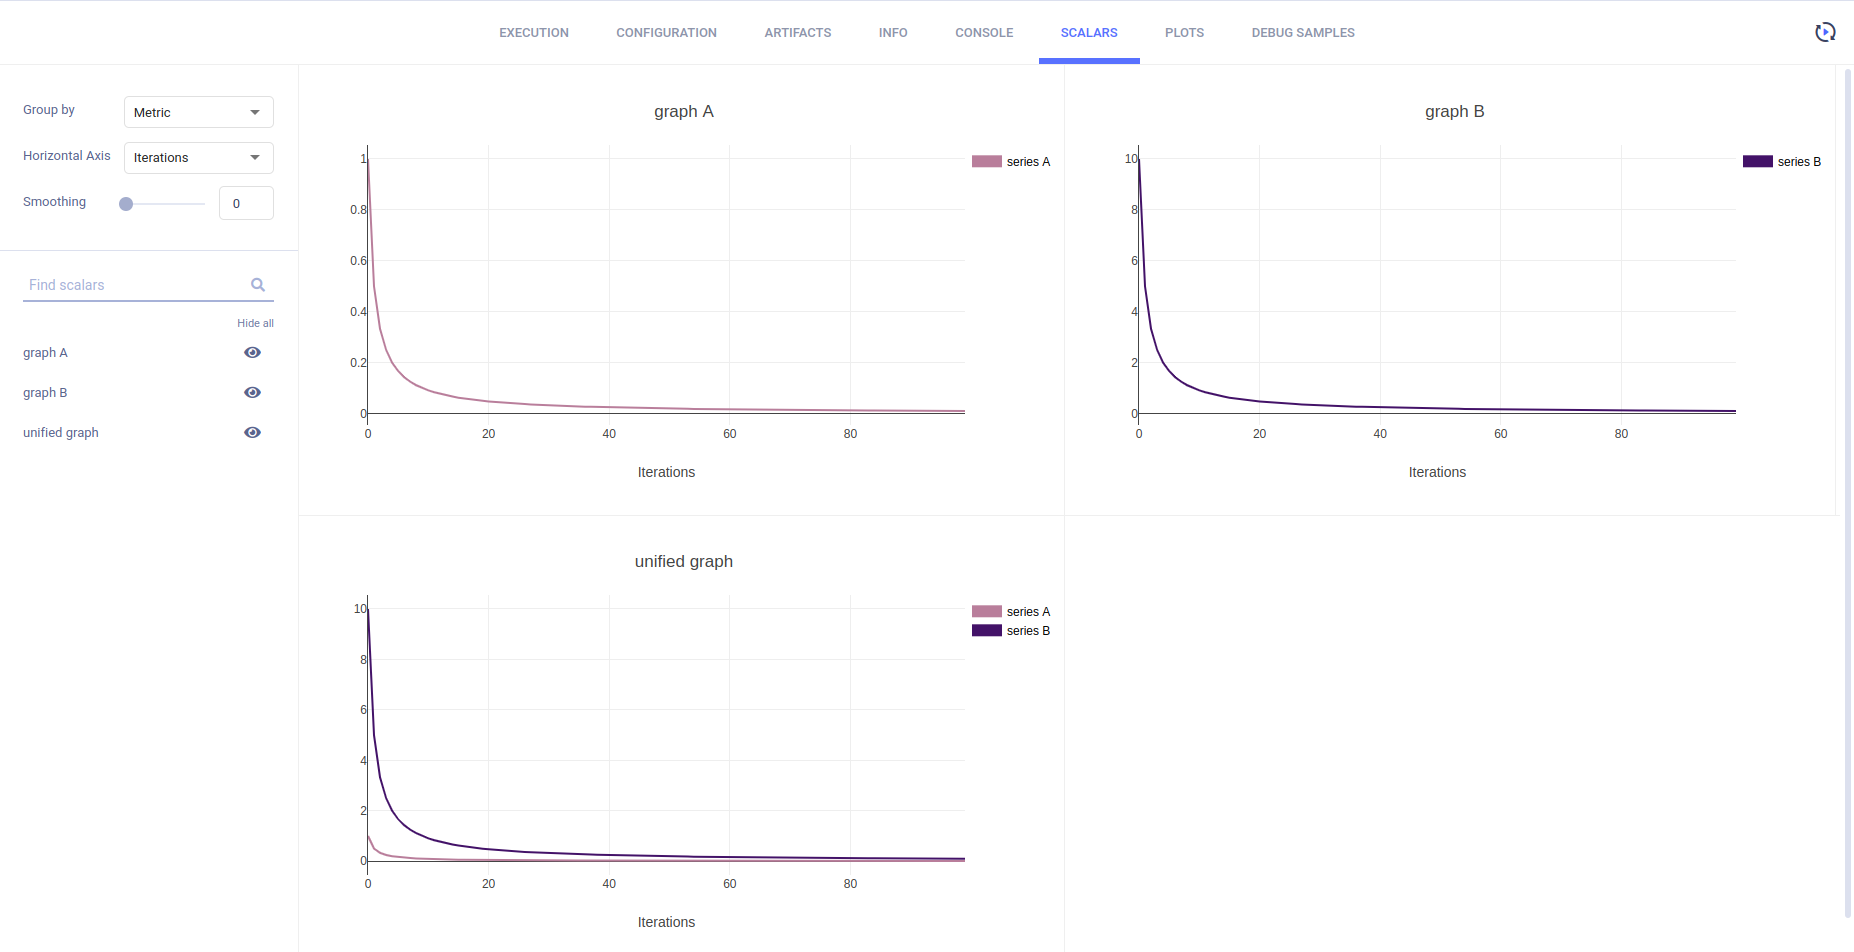 EXECUTION CONFIGURATION ARTIFACTS INFO CONSOLE SCALARS PLOTS DEBUG SAMPLES
Group by Metric
Horizontal Axis Iterations
Smoothing 0
Find scalars
Hide all
graph A
graph B
unified graph
graph A
series A
1
0.8
0.6
0.4
0.2
0
0 20 40 60 80
Iterations
graph B
series B
10
8
6
4
2
0
0 20 40 60 80
Iterations
unified graph
series A
series B
10
8
6
4
2
0
0 20 40 60 80
Iterations